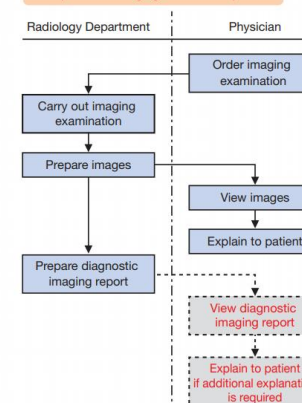 Radiology Department
Physician
Order imaging
examination
Carry out imaging
examination
Prepare images
View images
Explain to patient
Prepare diagnostic
imaging report
View diagnostic
imaging report
Explain to patient
if additional
is required